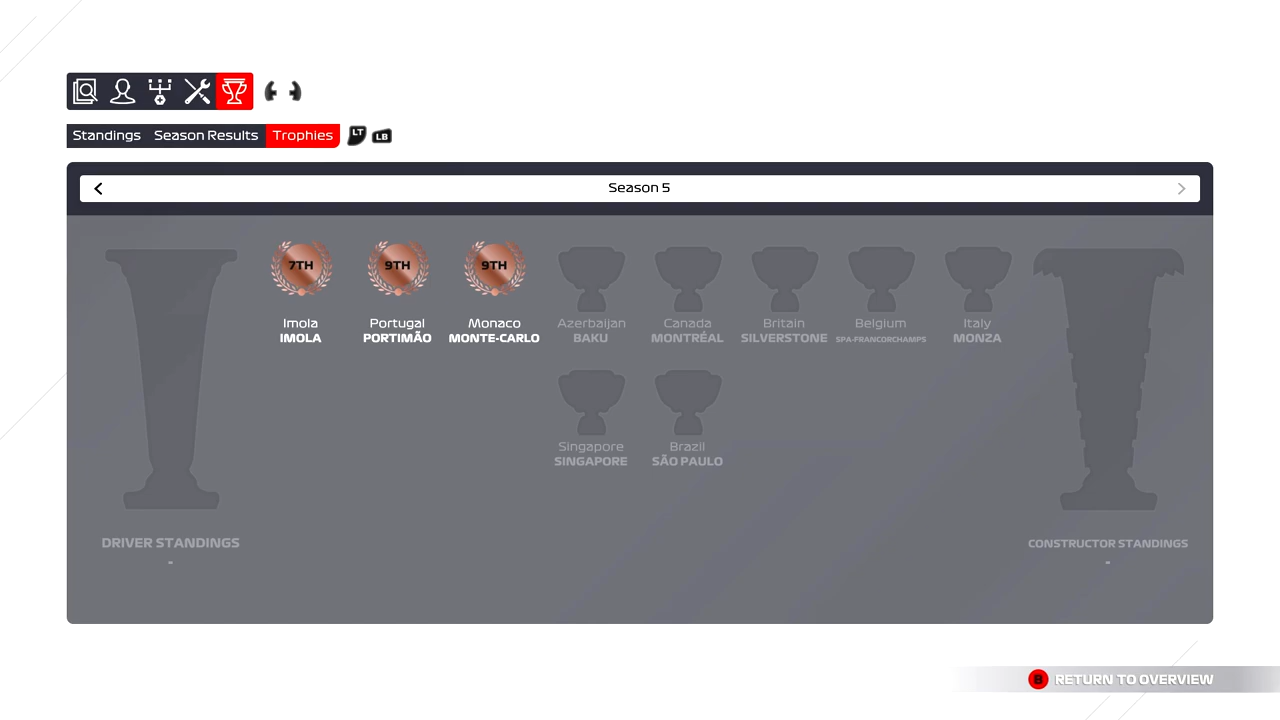 Standings Season Results Trophies LT LB
Season 5
7TH 9TH 9TH
Imola Portugal Monaco Azerbaijan Canada Britain Belgium Italy
IMOLA PORTIMÃO MONTE-CARLO BAKU MONTRÉAL SILVERSTONE SPA-FRANCORCHAMPS MONZA
Singapore Brazil
SINGAPORE SÃO PAULO
DRIVER STANDINGS CONSTRUCTOR STANDINGS
- -
B RETURN TO OVERVIEW